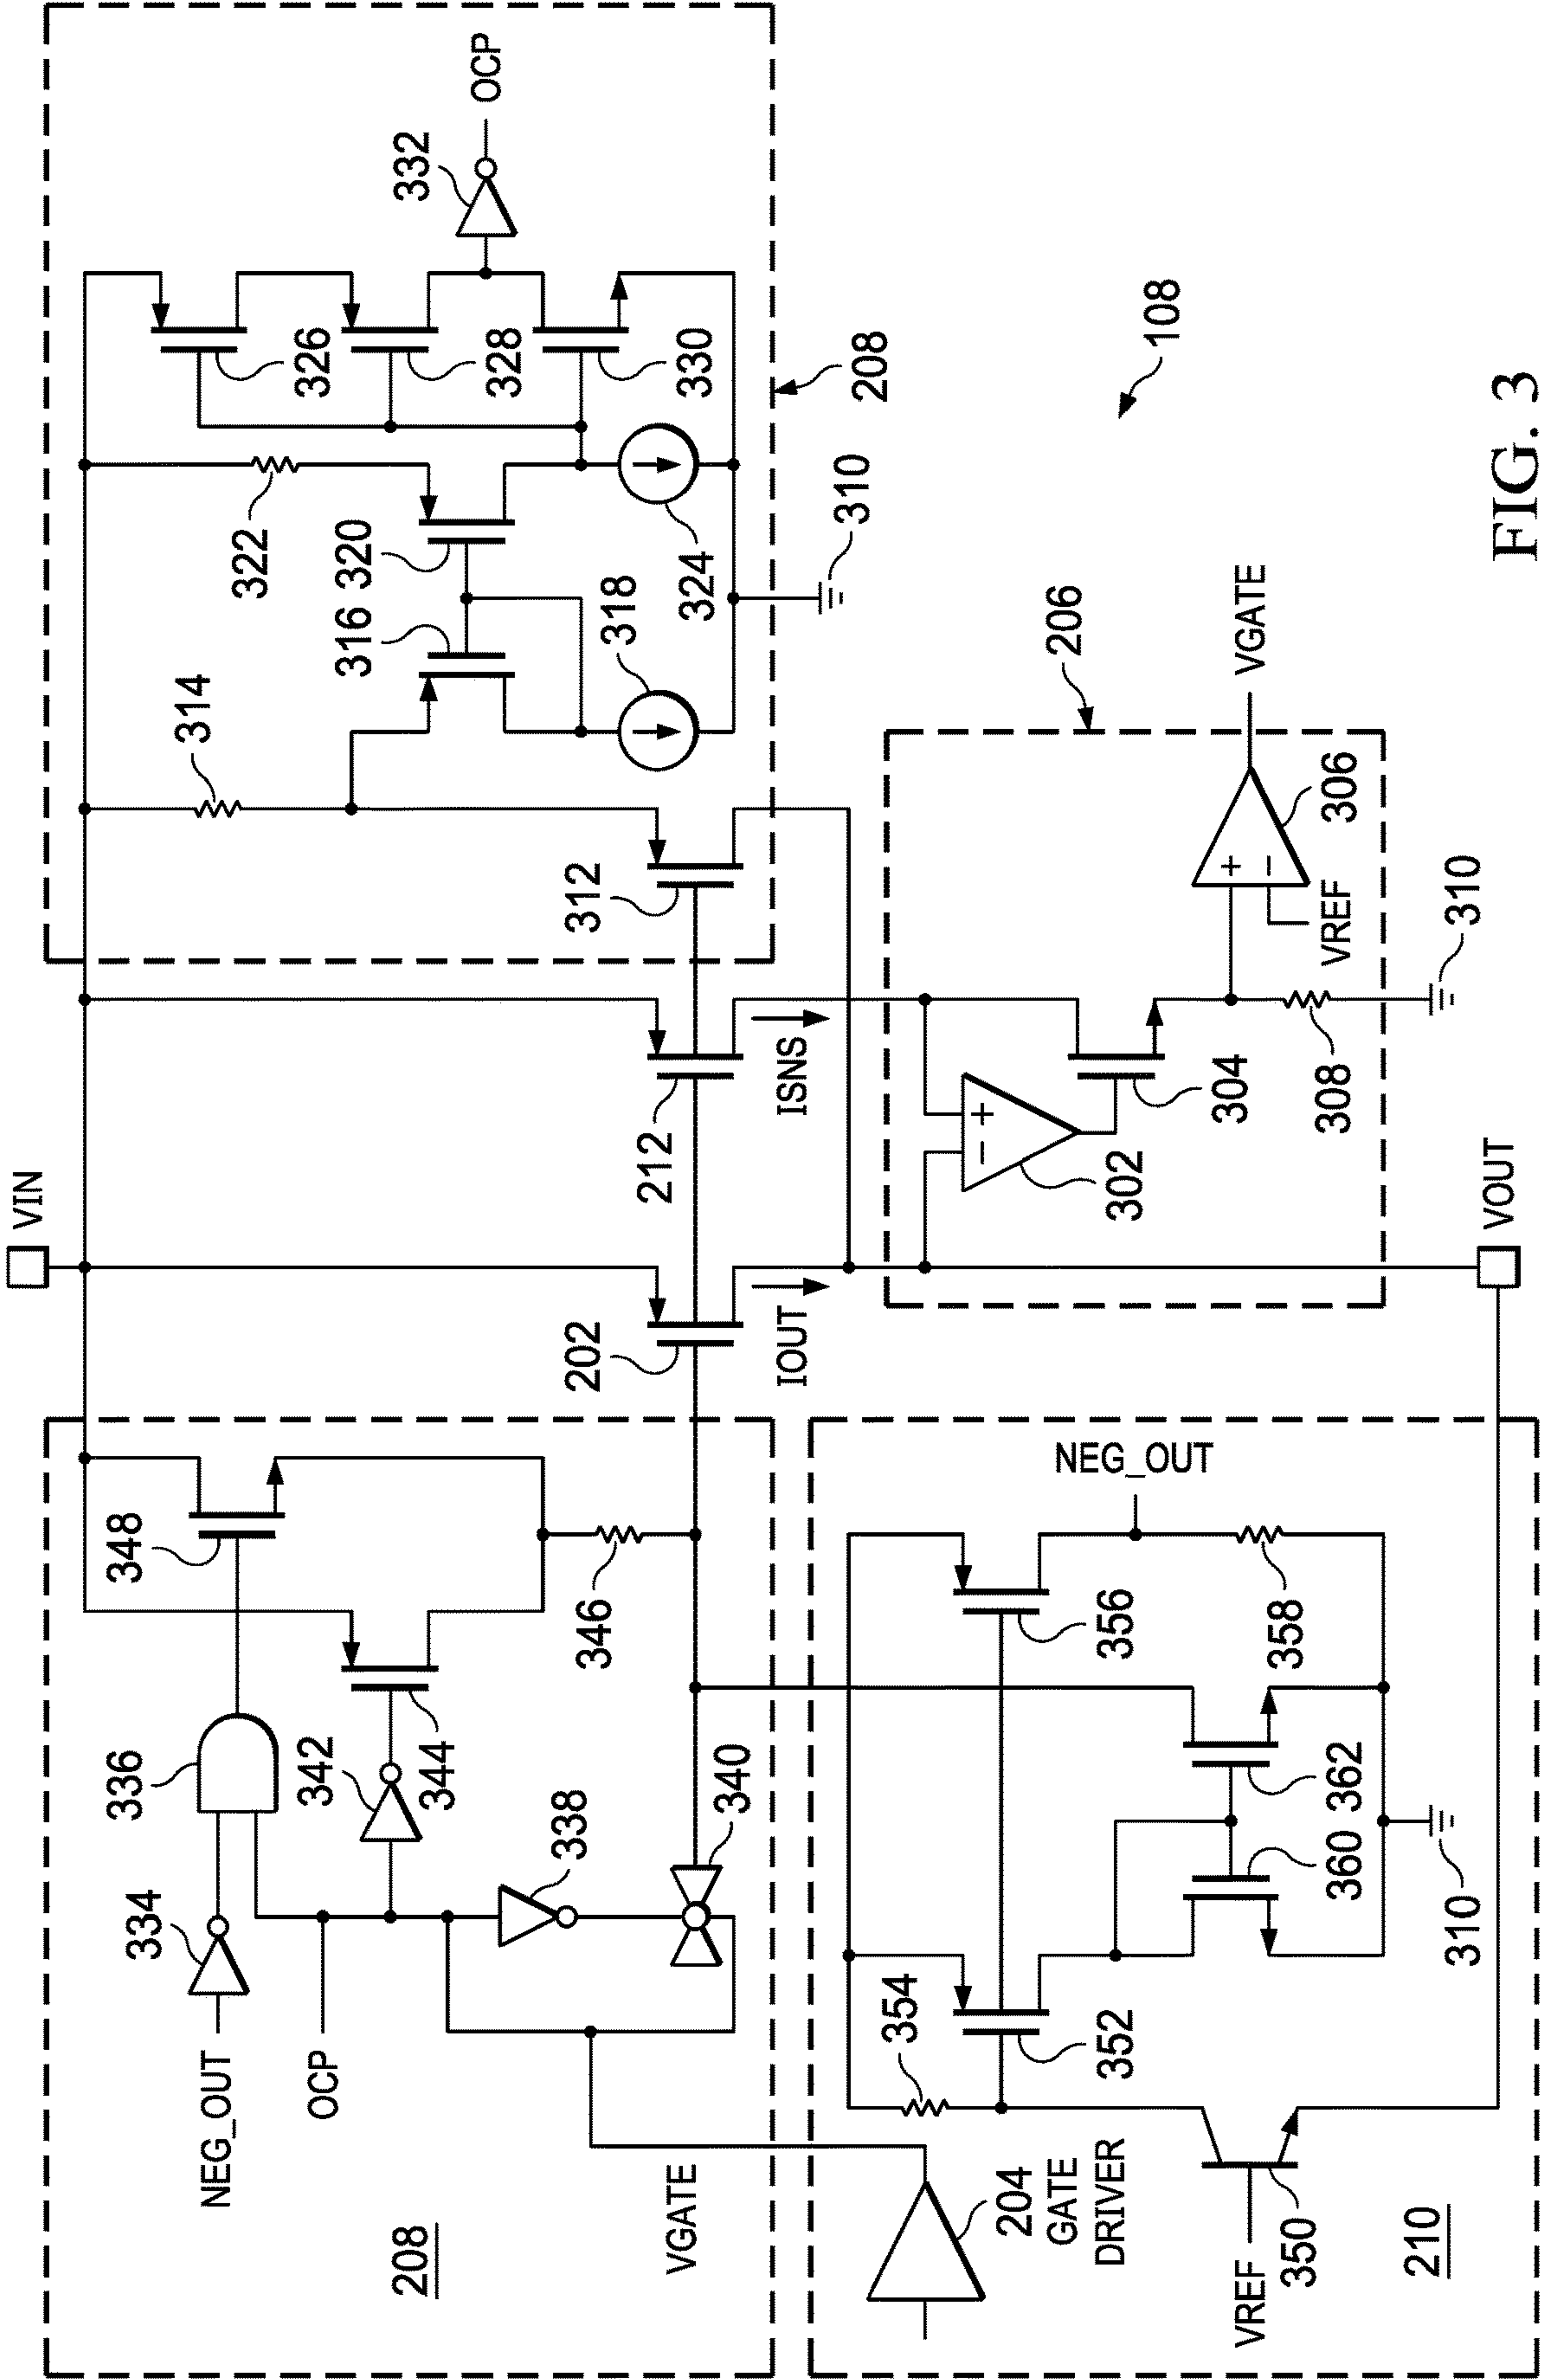 VIN
334
336
348
NEG_OUT
OCP
342
344
338
346
340
208
VGATE
202
IOUT
212
ISNS
312
314
316
318
320
322
324
326
328
330
332
OCP
208
310
204
GATE
DRIVER
354
352
356
NEG_OUT
360
362
358
310
VREF
350
210
302
304
308
VREF
306
VGATE
206
310
VOUT
108
FIG. 3